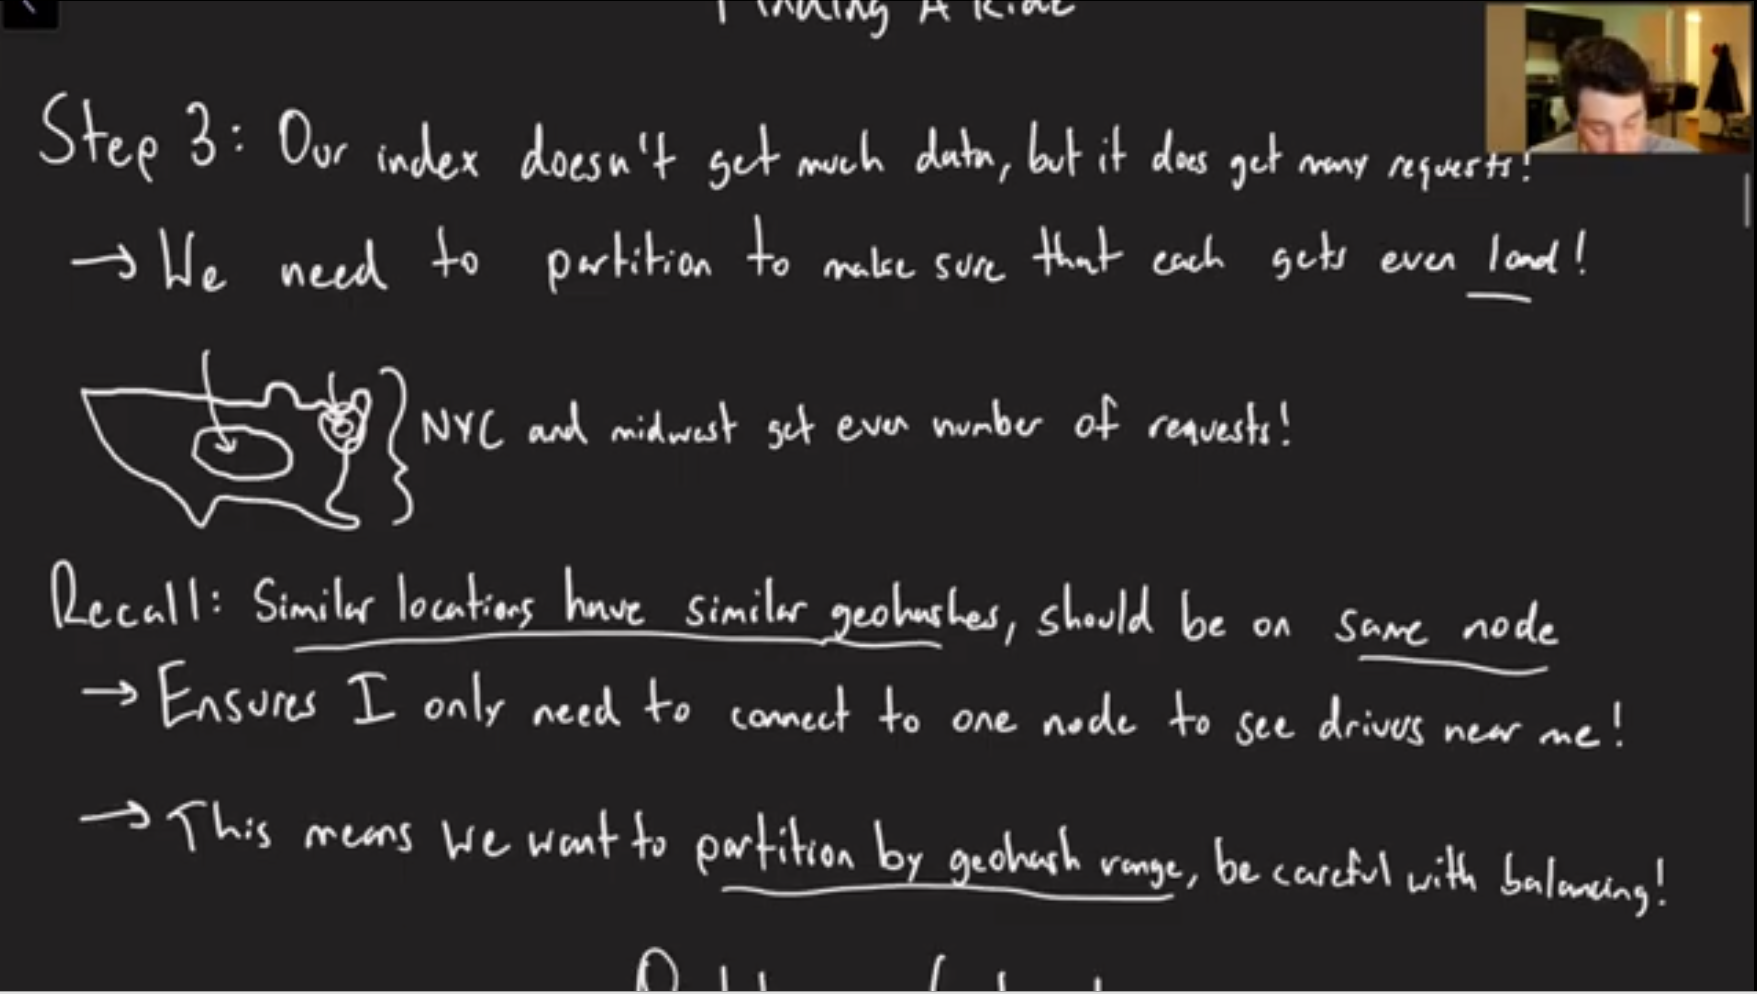 Finding A Ride
Step 3: Our index doesn't get much data, but it does get many requests!
→ We need to partition to make sure that each gets even load!
NYC and midwest get even number of requests!
Recall: Similar locations have similar geohashes, should be on same node
→ Ensures I only need to connect to one node to see drivers near me!
→ This means we want to partition by geohash range, be careful with balancing!